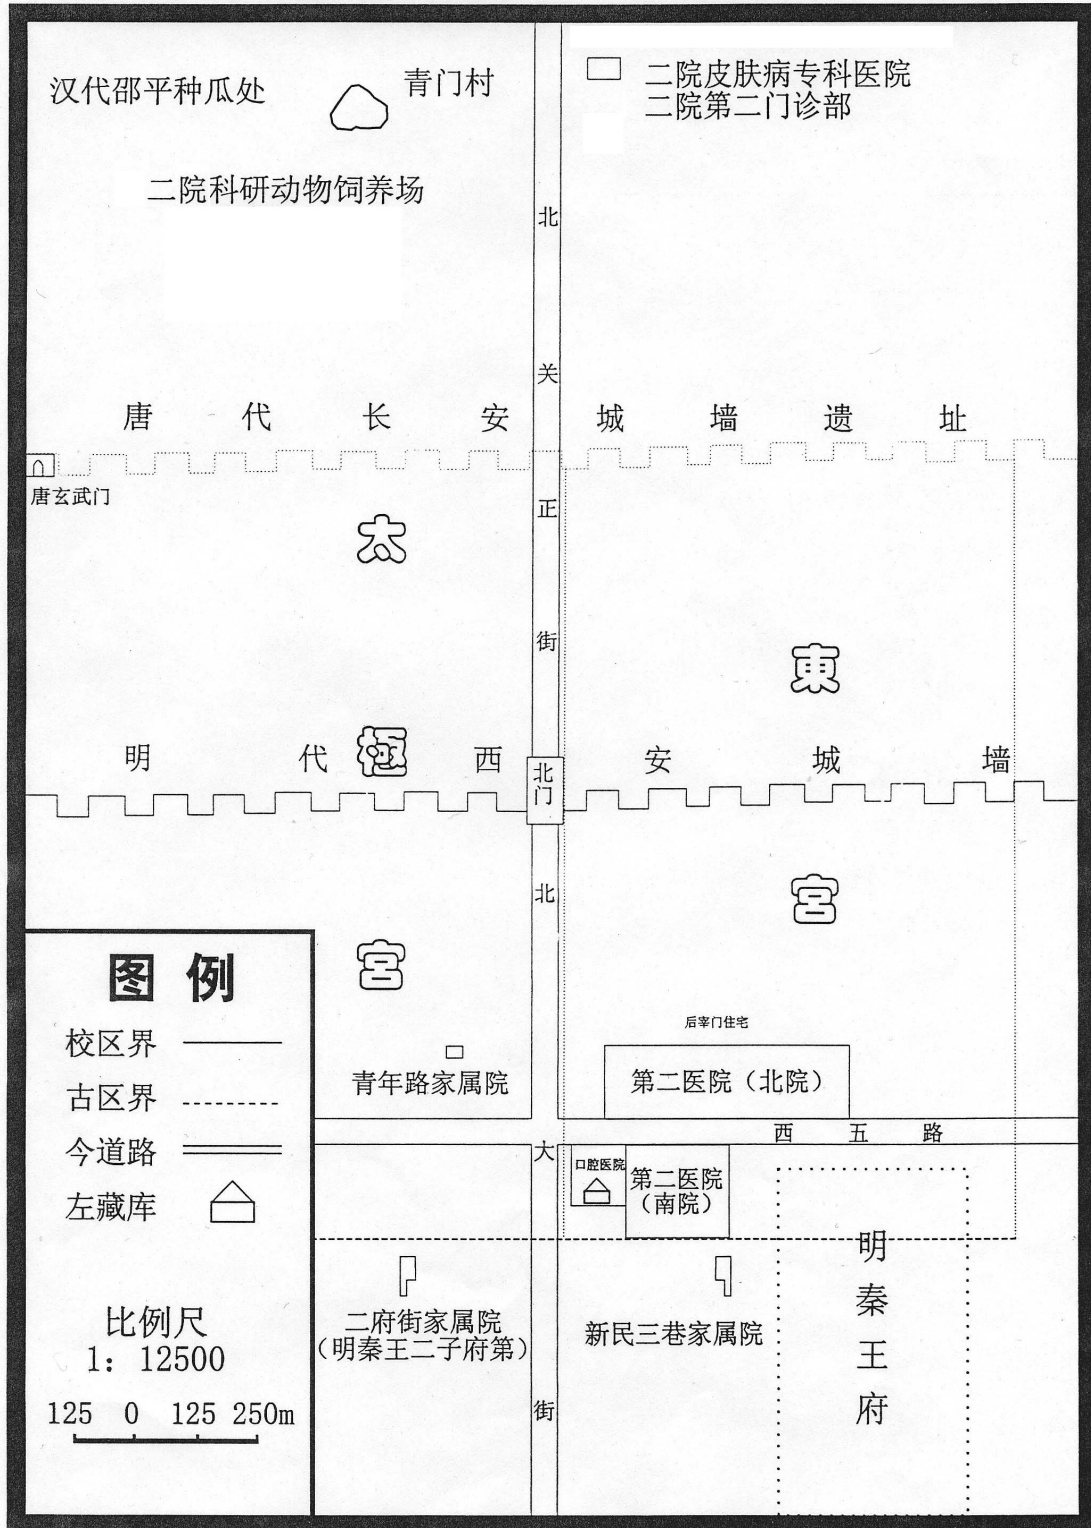 汉代邵平种瓜处
青门村
二院皮肤病专科医院
二院第二门诊部
二院科研动物饲养场
北关正街
唐代长安城墙遗址
唐玄武门
太極宮
東宮
明代西安城墙
北门
北大街
后宰门住宅
青年路家属院
第二医院（北院）
西五路
口腔医院
第二医院
（南院）
二府街家属院
（明秦王二子府第）
新民三巷家属院
明秦王府
图例
校区界
古区界
今道路
左藏库
比例尺
1：12500
125 0 125 250m